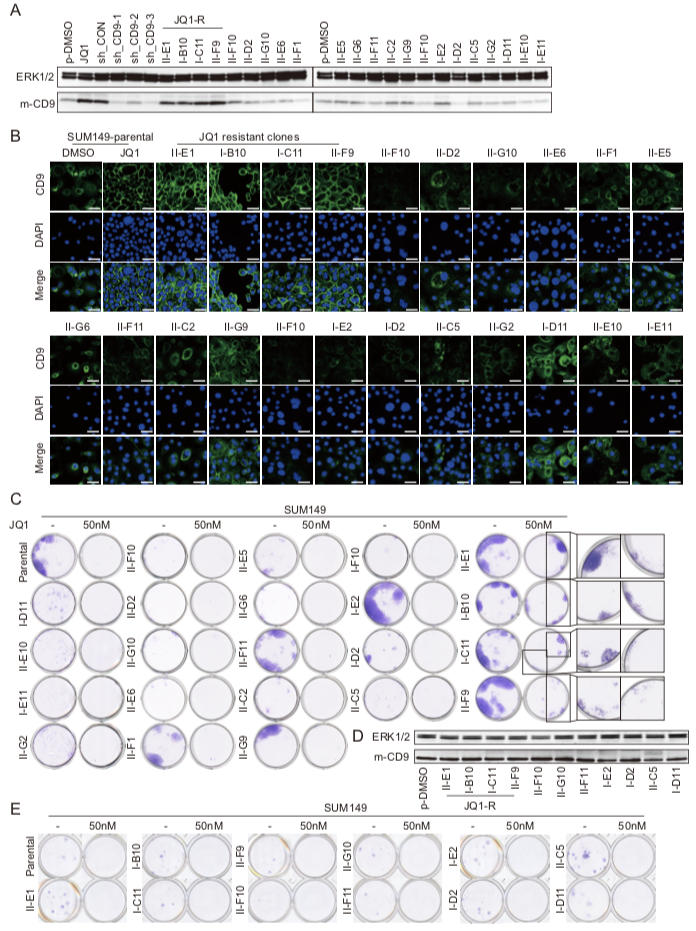 A
JQ1-R
p-DMSO JQ1 sh_CON sh_CD9-1 sh_CD9-2 sh_CD9-3 II-E1 I-B10 I-C11 II-F9 II-F10 II-D2 II-G10 II-E6 II-F1 p-DMSO II-E5 II-G6 II-F11 II-C2 II-G9 II-F10 I-E2 I-D2 II-C5 II-G2 I-D11 II-E10 I-E11
ERK1/2
m-CD9
B
SUM149-parental JQ1 resistant clones
DMSO JQ1 II-E1 I-B10 I-C11 II-F9 II-F10 II-D2 II-G10 II-E6 II-F1 II-E5
CD9
DAPI
Merge
II-G6 II-F11 II-C2 II-G9 II-F10 I-E2 I-D2 II-C5 II-G2 I-D11 II-E10 I-E11
CD9
DAPI
Merge
C
SUM149
JQ1 - 50nM - 50nM - 50nM - 50nM - 50nM
Parental II-F10 II-E5 I-F10 II-E1
I-D11 II-D2 II-G6 I-E2 I-B10
II-E10 II-G10 II-F11 I-D2 I-C11
I-E11 II-E6 II-C2 II-C5 II-F9
II-G2 II-F1 II-G9
D
ERK1/2
m-CD9
p-DMSO II-E1 I-B10 I-C11 II-F9 II-F10 II-G10 II-F11 I-E2 I-D2 II-C5 I-D11
JQ1-R
E
SUM149
- 50nM - 50nM - 50nM - 50nM - 50nM - 50nM
Parental I-B10 II-F9 II-G10 I-E2 II-C5
II-E1 I-C11 II-F10 II-F11 I-D2 I-D11